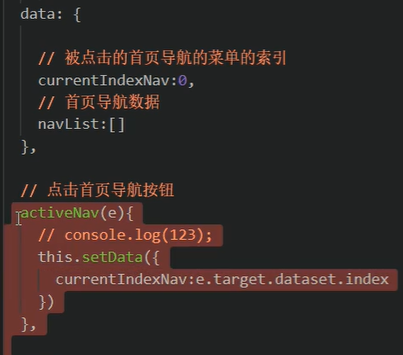 data: {
// 被点击的首页导航的菜单的索引
currentIndexNav:0,
// 首页导航数据
navList:[]
},
// 点击首页导航按钮
activeNav(e){
// console.log(123);
this.setData({
currentIndexNav:e.target.dataset.index
})
},